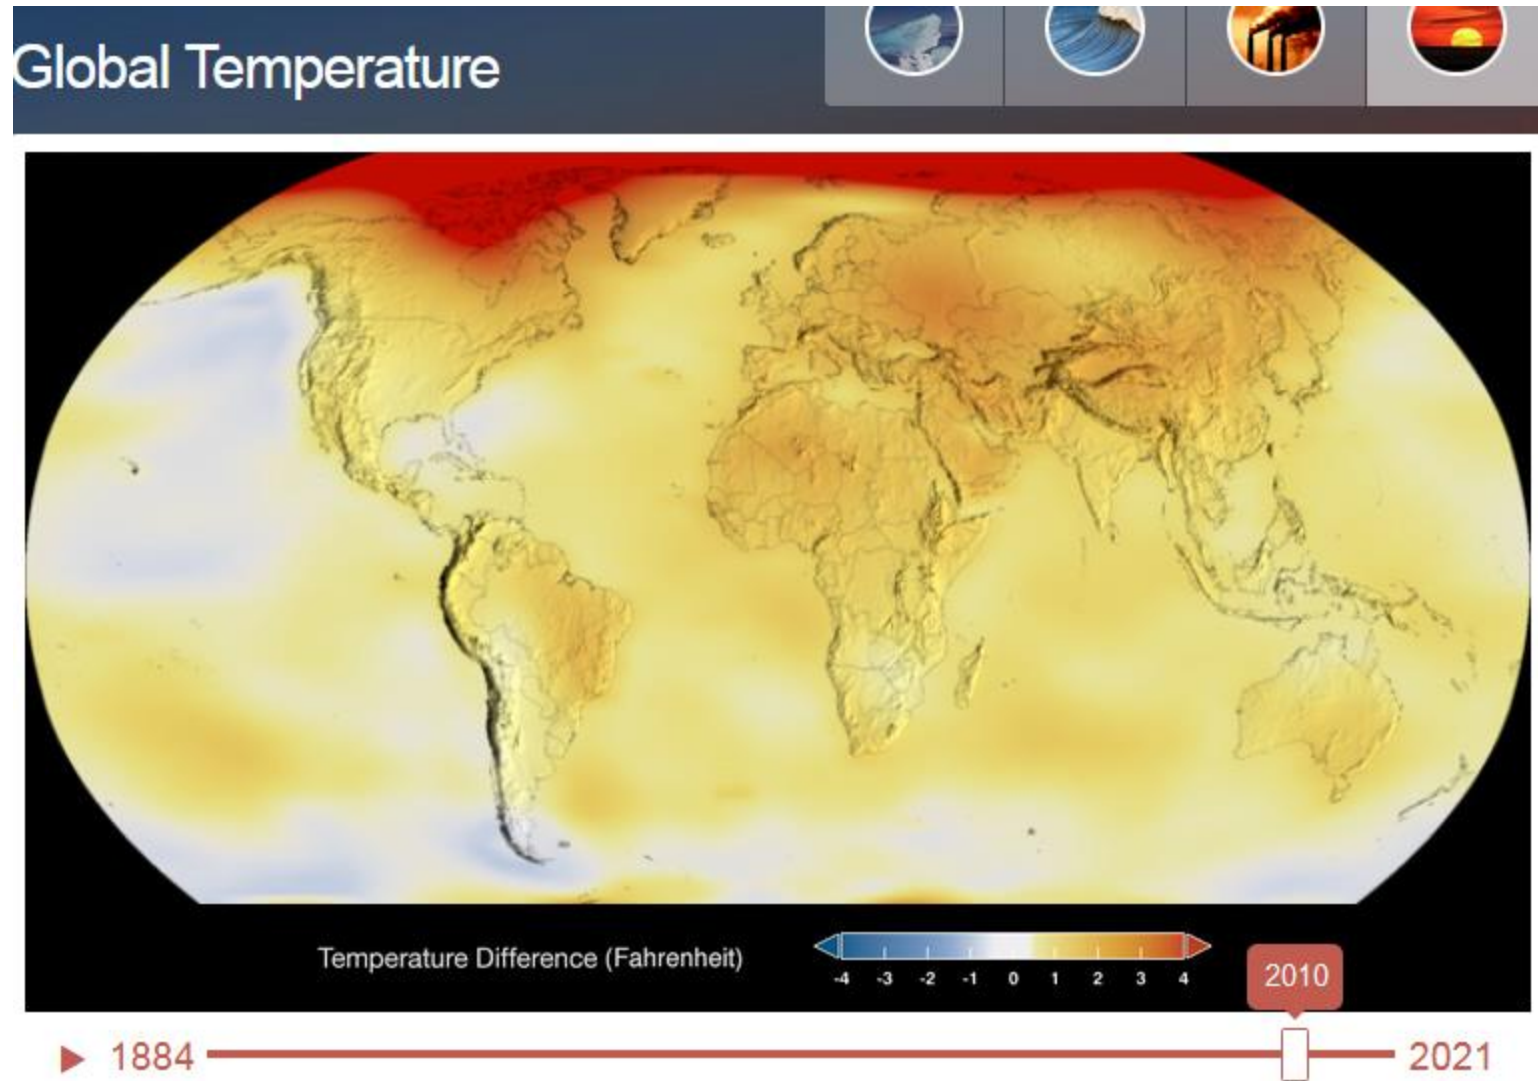 Global Temperature
Temperature Difference (Fahrenheit)
-4 -3 -2 -1 0 1 2 3 4
2010
1884
2021